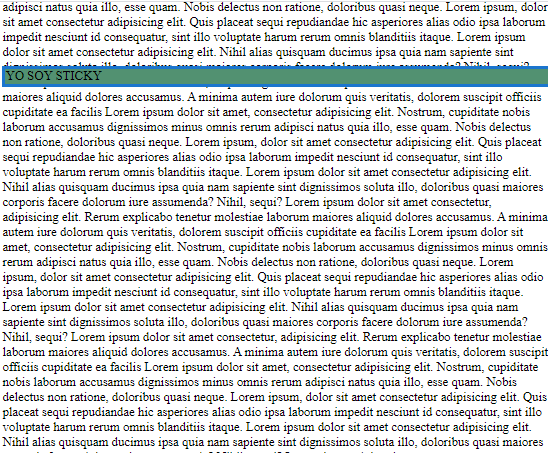 adipisci natus quia illo, esse quam. Nobis delectus non ratione, doloribus quasi neque. Lorem ipsum, dolor
sit amet consectetur adipisicing elit. Quis placeat sequi repudiandae hic asperiores alias odio ipsa laborum
impedit nesciunt id consequatur, sint illo voluptate harum rerum omnis blanditiis itaque. Lorem ipsum
dolor sit amet consectetur adipisicing elit. Nihil alias quisquam ducimus ipsa quia nam sapiente sint
YO SOY STICKY
maiores aliquid dolores accusamus. A minima autem iure dolorum quis veritatis, dolorem suscipit officiis
cupiditate ea facilis Lorem ipsum dolor sit amet, consectetur adipisicing elit. Nostrum, cupiditate nobis
laborum accusamus dignissimos minus omnis rerum adipisci natus quia illo, esse quam. Nobis delectus
non ratione, doloribus quasi neque. Lorem ipsum, dolor sit amet consectetur adipisicing elit. Quis placeat
sequi repudiandae hic asperiores alias odio ipsa laborum impedit nesciunt id consequatur, sint illo
voluptate harum rerum omnis blanditiis itaque. Lorem ipsum dolor sit amet consectetur adipisicing elit.
Nihil alias quisquam ducimus ipsa quia nam sapiente sint dignissimos soluta illo, doloribus quasi maiores
corporis facere dolorum iure assumenda? Nihil, sequi? Lorem ipsum dolor sit amet consectetur,
adipisicing elit. Rerum explicabo tenetur molestiae laborum maiores aliquid dolores accusamus. A minima
autem iure dolorum quis veritatis, dolorem suscipit officiis cupiditate ea facilis Lorem ipsum dolor sit
amet, consectetur adipisicing elit. Nostrum, cupiditate nobis laborum accusamus dignissimos minus omnis
rerum adipisci natus quia illo, esse quam. Nobis delectus non ratione, doloribus quasi neque. Lorem
ipsum, dolor sit amet consectetur adipisicing elit. Quis placeat sequi repudiandae hic asperiores alias odio
ipsa laborum impedit nesciunt id consequatur, sint illo voluptate harum rerum omnis blanditiis itaque.
Lorem ipsum dolor sit amet consectetur adipisicing elit. Nihil alias quisquam ducimus ipsa quia nam
sapiente sint dignissimos soluta illo, doloribus quasi maiores corporis facere dolorum iure assumenda?
Nihil, sequi? Lorem ipsum dolor sit amet consectetur, adipisicing elit. Rerum explicabo tenetur molestiae
laborum maiores aliquid dolores accusamus. A minima autem iure dolorum quis veritatis, dolorem suscipit
officiis cupiditate ea facilis Lorem ipsum dolor sit amet, consectetur adipisicing elit. Nostrum, cupiditate
nobis laborum accusamus dignissimos minus omnis rerum adipisci natus quia illo, esse quam. Nobis
delectus non ratione, doloribus quasi neque. Lorem ipsum, dolor sit amet consectetur adipisicing elit. Quis
placeat sequi repudiandae hic asperiores alias odio ipsa laborum impedit nesciunt id consequatur, sint illo
voluptate harum rerum omnis blanditiis itaque. Lorem ipsum dolor sit amet consectetur adipisicing elit.
Nihil alias quisquam ducimus ipsa quia nam sapiente sint dignissimos soluta illo, doloribus quasi maiores